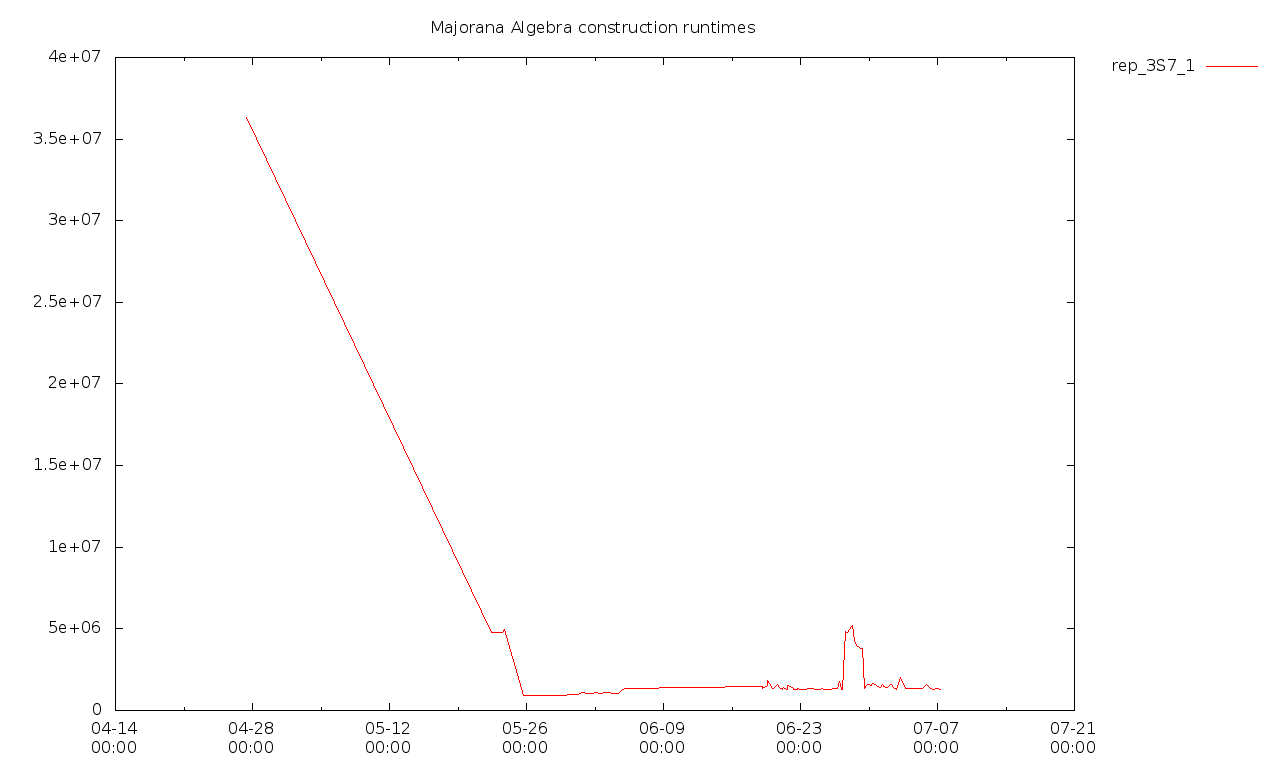 Majorana Algebra construction runtimes
rep_3S7_1
4e+07
3.5e+07
3e+07
2.5e+07
2e+07
1.5e+07
1e+07
5e+06
0
04-14 04-28 05-12 05-26 06-09 06-23 07-07 07-21
00:00 00:00 00:00 00:00 00:00 00:00 00:00 00:00